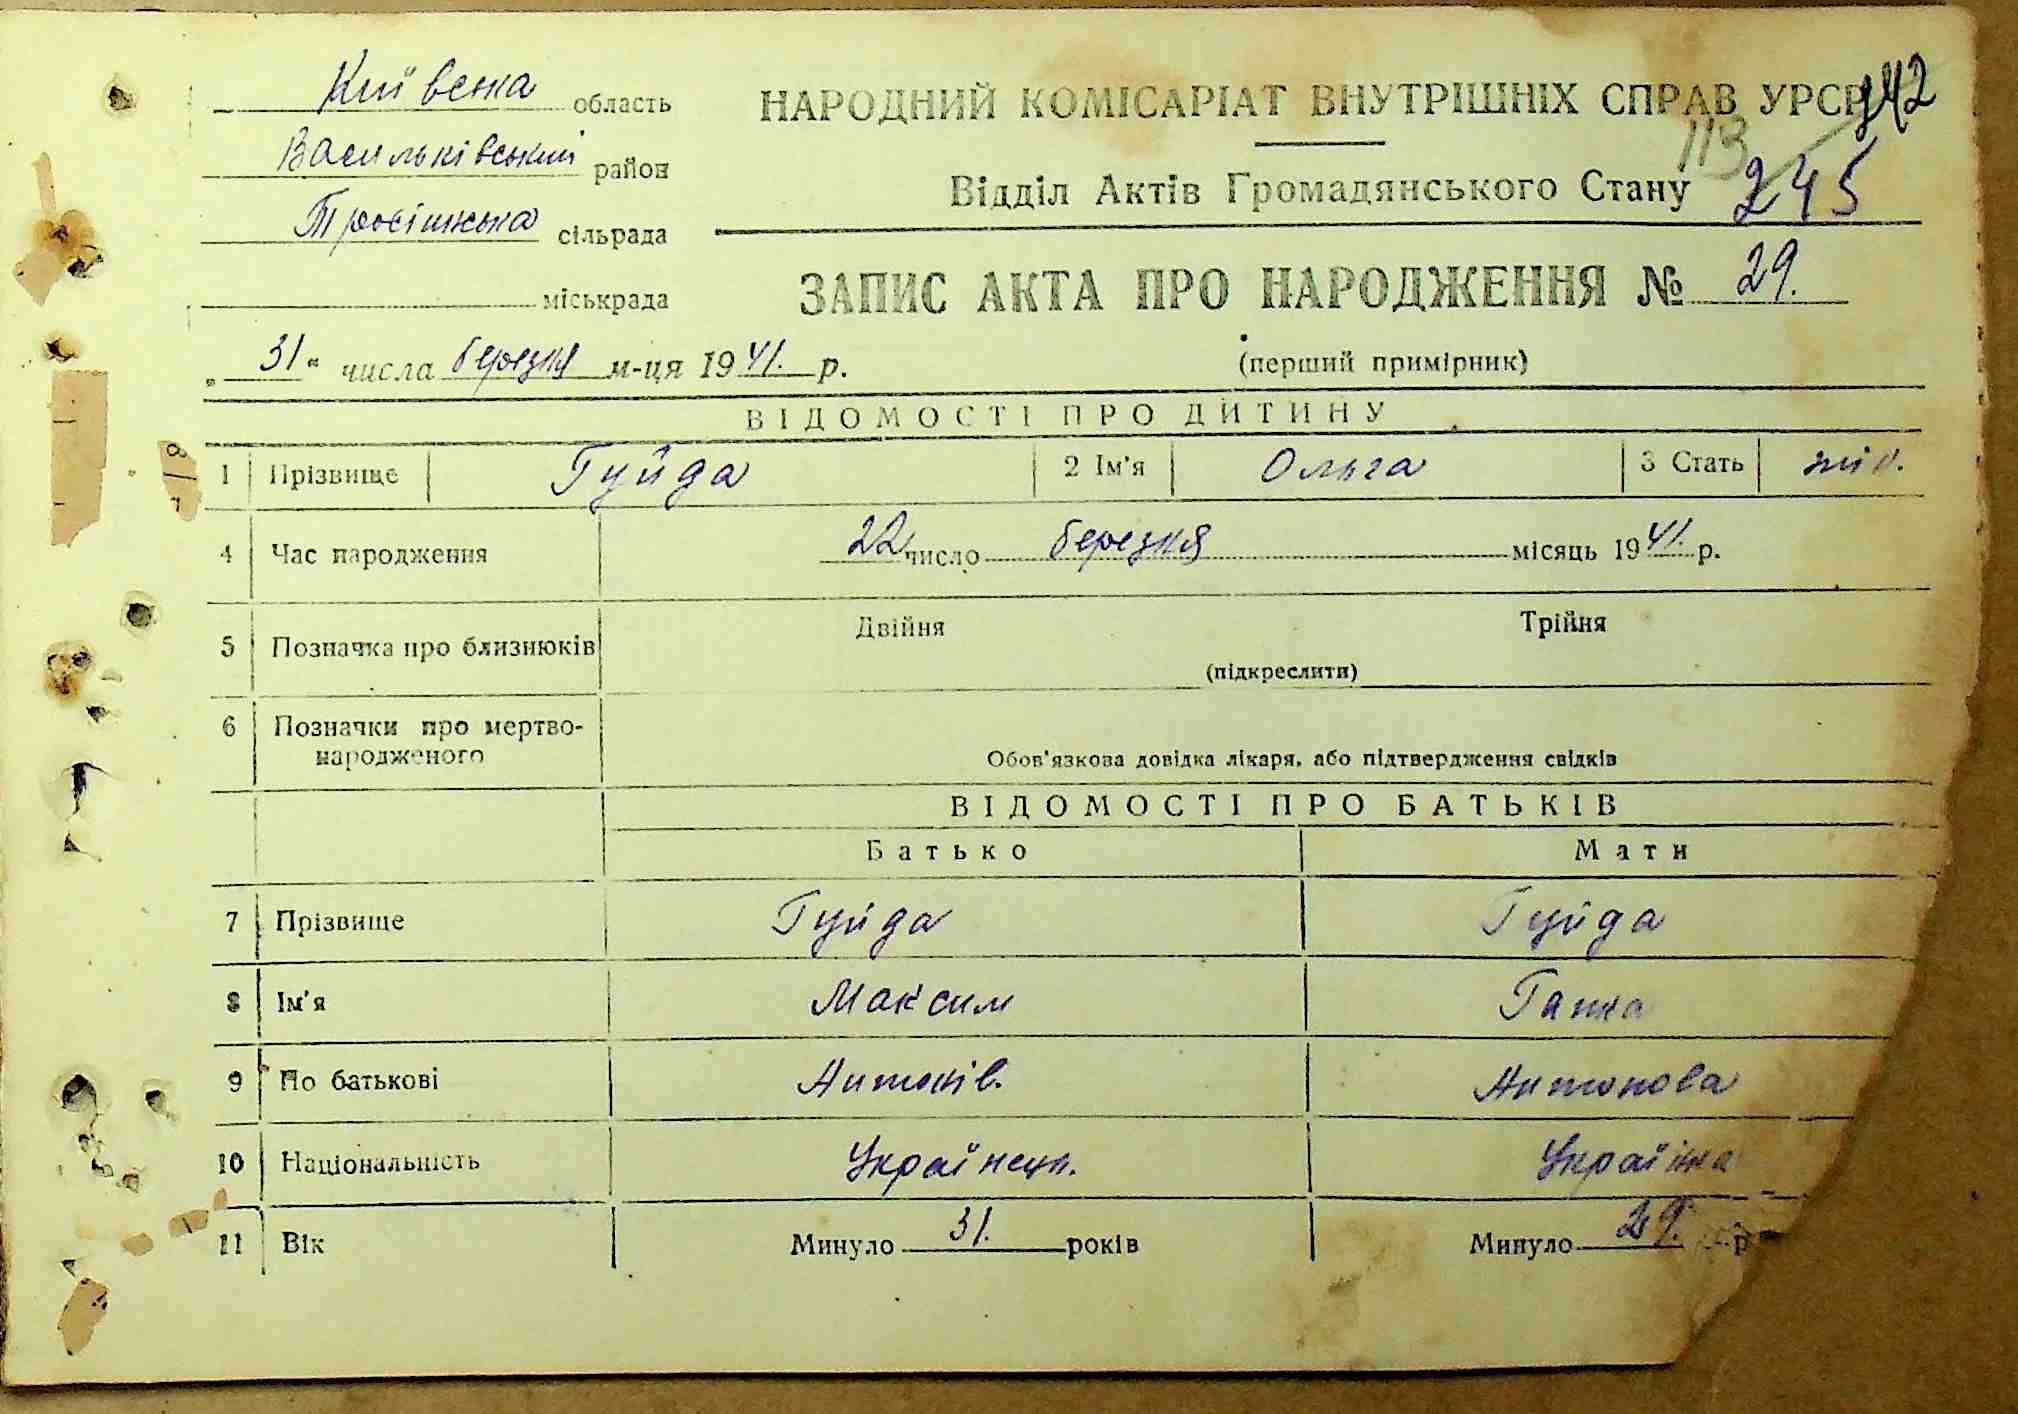 Київська область
Васильківський район
Тросинська сільрада
міськрада
НАРОДНИЙ КОМІСАРІАТ ВНУТРІШНІХ СПРАВ УРСР 142
113
Відділ Актів Громадянського Стану 245
ЗАПИС АКТА ПРО НАРОДЖЕННЯ № 29.
„31“ числа березня м-ця 1941. р.
(перший примірник)
ВІДОМОСТІ ПРО ДИТИНУ
1 Прізвище Гуйда 2 Ім'я Ольга 3 Стать жін.
4 Час народження 22 число березня місяць 1941. р.
5 Позначка про близнюків Двійня Трійня
(підкреслити)
6 Позначки про мертво-
народженого Обов'язкова довідка лікаря, або підтвердження свідків
ВІДОМОСТІ ПРО БАТЬКІВ
Батько Мати
7 Прізвище Гуйда Гуйда
8 Ім'я Максим Ганна
9 По батькові Антонів. Антонова
10 Національність Українець. Українка
11 Вік Минуло 31. років Минуло 29. р